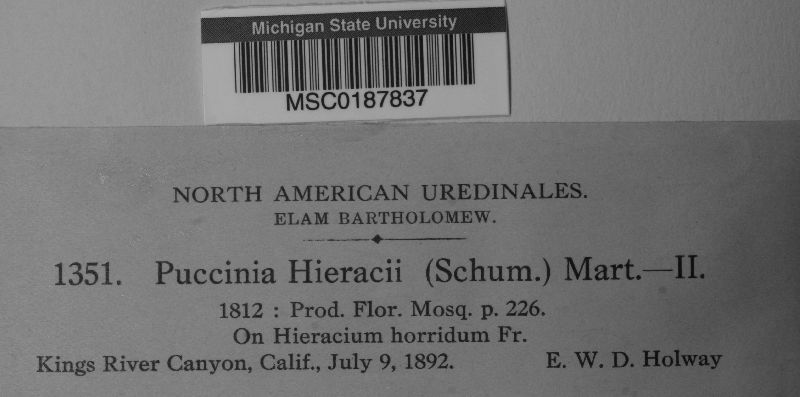 Michigan State University
MSC0187837
NORTH AMERICAN UREDINALES.
ELAM BARTHOLOMEW.
1351. Puccinia Hieracii (Schum.) Mart.—II.
1812 : Prod. Flor. Mosq. p. 226.
On Hieracium horridum Fr.
Kings River Canyon, Calif., July 9, 1892. E. W. D. Holway